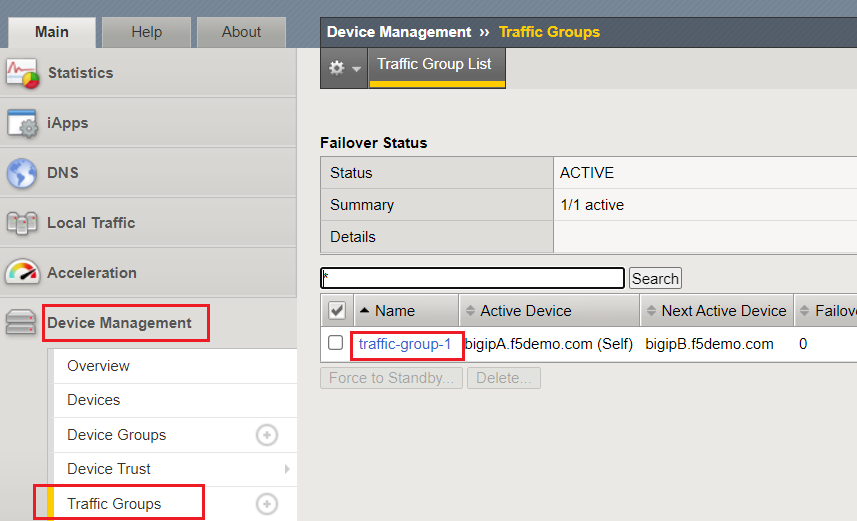 Main Help About
Statistics
iApps
DNS
Local Traffic
Acceleration
Device Management
Overview
Devices
Device Groups
Device Trust
Traffic Groups
Device Management ›› Traffic Groups
Traffic Group List
Failover Status
Status ACTIVE
Summary 1/1 active
Details
* Search
Name Active Device Next Active Device Failov
traffic-group-1 bigipA.f5demo.com (Self) bigipB.f5demo.com 0
Force to Standby... Delete...